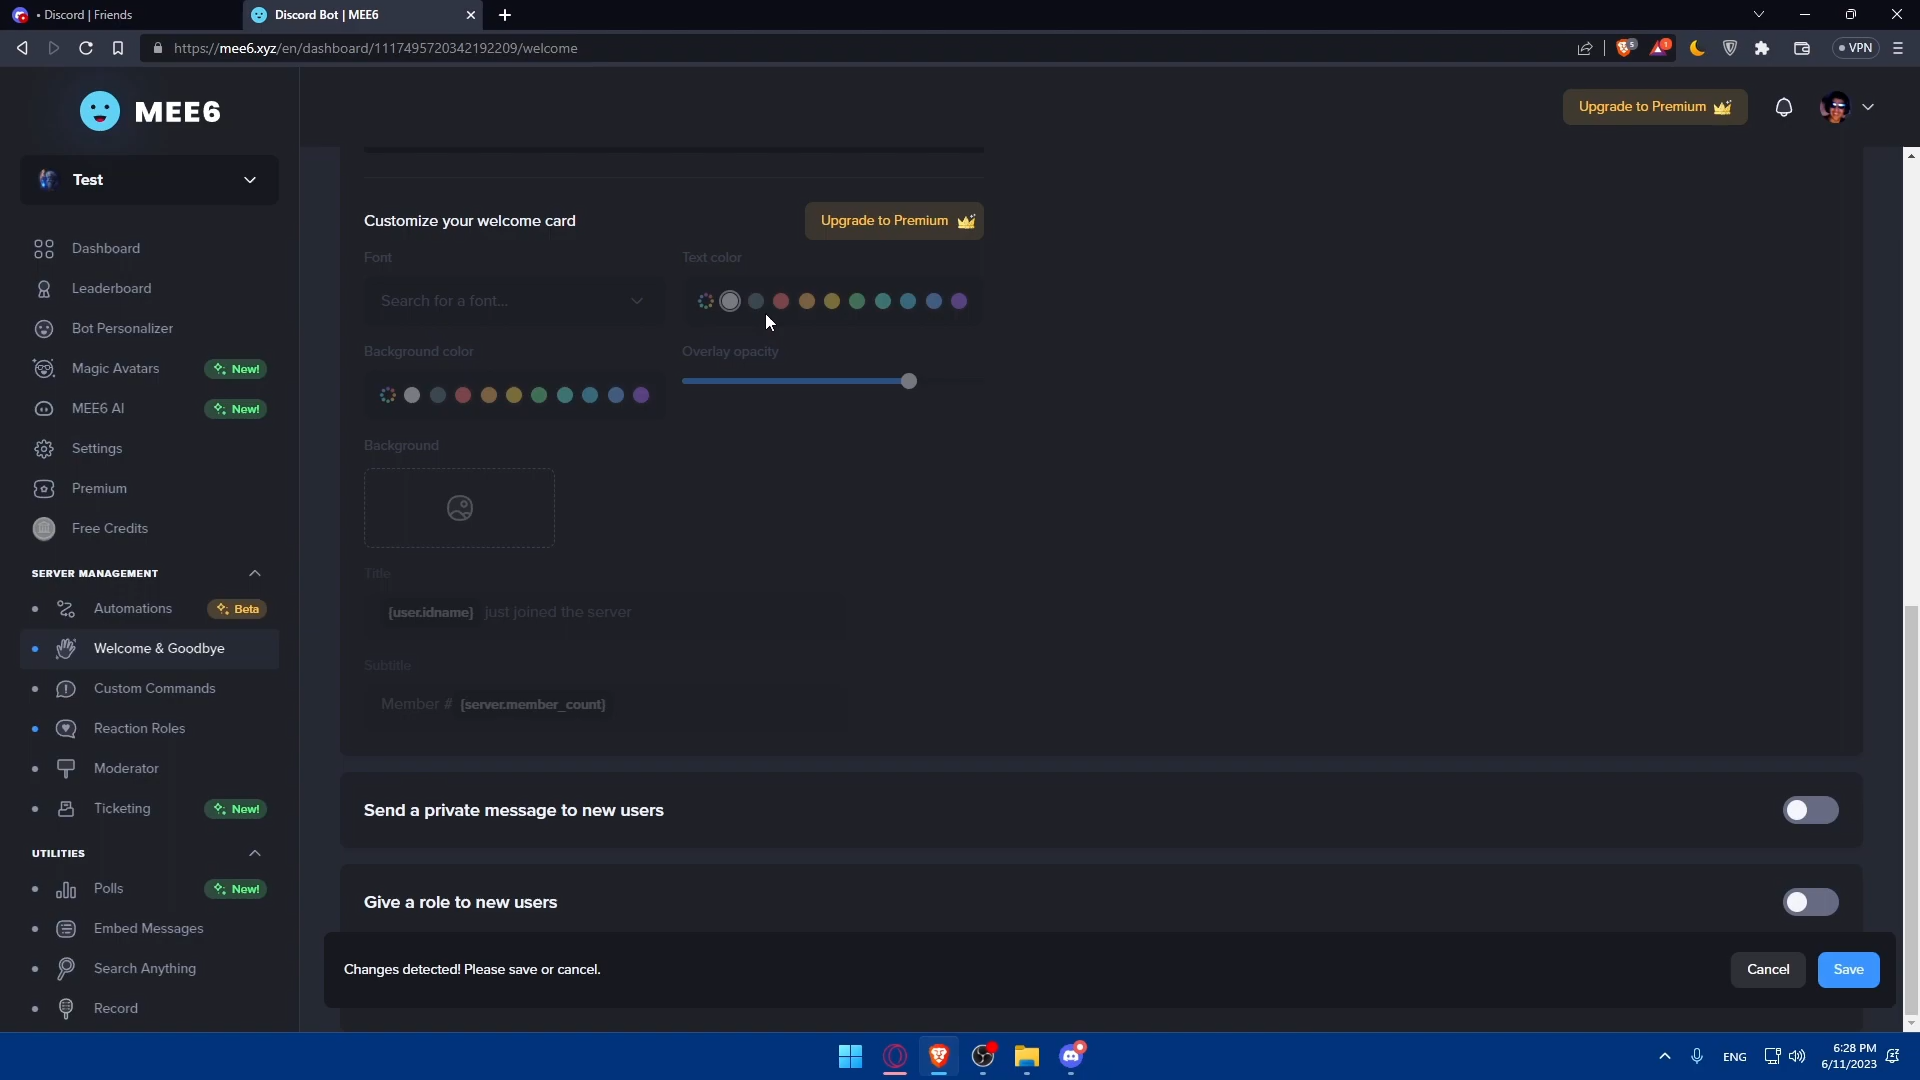 • Discord | Friends
Discord Bot | MEE6
https://mee6.xyz/en/dashboard/1117495720342192209/welcome
5
1
VPN
MEE6
Upgrade to Premium
Test
Dashboard
Leaderboard
Bot Personalizer
Magic Avatars New!
MEE6 AI New!
Settings
Premium
Free Credits
SERVER MANAGEMENT
Automations Beta
Welcome & Goodbye
Custom Commands
Reaction Roles
Moderator
Ticketing New!
UTILITIES
Polls New!
Embed Messages
Search Anything
Record
Customize your welcome card
Upgrade to Premium
Font
Text color
Search for a font...
Background color
Overlay opacity
Background
Title
{user.idname} just joined the server
Subtitle
Member # {server.member_count}
Send a private message to new users
Give a role to new users
Changes detected! Please save or cancel.
Cancel
Save
ENG
6:28 PM
6/11/2023